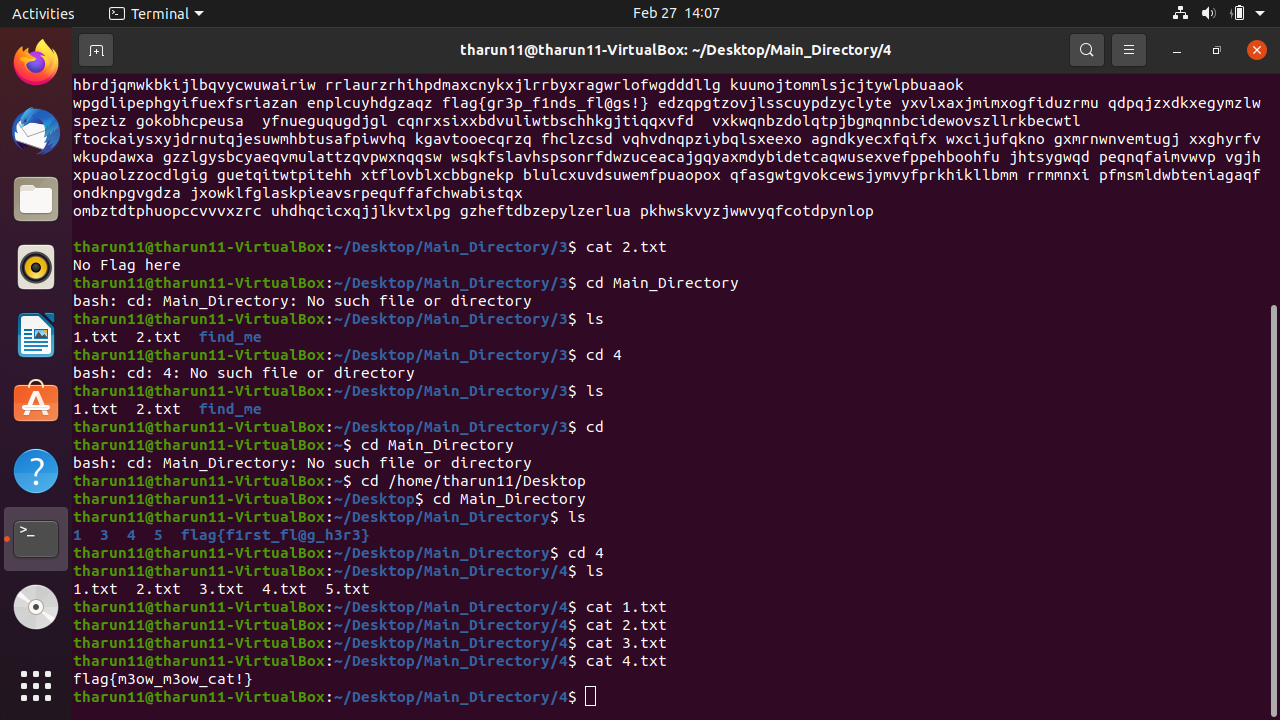 Activities
Terminal
Feb 27 14:07
tharun11@tharun11-VirtualBox: ~/Desktop/Main_Directory/4
hbrdjqmwkbkijlbqvycwuwairiw rrlaurzrhihpdmaxcnykxjlrrbyxragwrlofwgdddllg kuumojtommlsjcjtywlpbuaaok
wpgdlipephgyifuexfsriazan enplcuyhdgzaqz flag{gr3p_f1nds_fl@gs!} edzqpgtzovjlsscuypdzyclyte yxvlxaxjmimxogfiduzrmu qdpqjzxdkxegymzlw
speziz gokobhcpeusa  yfnueguqugdjgl cqnrxsixxbdvuliwtbschhkgjtiqqxvfd  vxkwqnbzdolqtpjbgmqnnbcidewovszllrkbecwtl
ftockaiysxyjdrnutqjesuwmhbtusafpiwvhq kgavtooecqrzq fhclzcsd vqhvdnqpziybqlsxeexo agndkyecxfqifx wxcijufqkno gxmrnwnvemtugj xxghyrfv
wkupdawxa gzzlgysbcyaeqvmulattzqvpwxnqqsw wsqkfslavhspsonrfdwzuceacajgqyaxmdybidetcaqwusexvefppehboohfu jhtsygwqd peqnqfaimvwvp vgjh
xpuaolzzocdlgig guetqitwtpitehh xtflovblxcbbgnekp blulcxuvdsuwemfpuaopox qfasgwtgvokcewsjymvyfprkhikllbmm rrmmnxi pfmsmldwbteniagaqf
ondknpgvgdza jxowklfglaskpieavsrpequffafchwabistqx
ombztdtphuopccvvvxzrc uhdhqcicxqjjlkvtxlpg gzheftdbzepylzerlua pkhwskvyzjwwvyqfcotdpynlop
tharun11@tharun11-VirtualBox:~/Desktop/Main_Directory/3$ cat 2.txt
No Flag here
tharun11@tharun11-VirtualBox:~/Desktop/Main_Directory/3$ cd Main_Directory
bash: cd: Main_Directory: No such file or directory
tharun11@tharun11-VirtualBox:~/Desktop/Main_Directory/3$ ls
1.txt  2.txt  find_me
tharun11@tharun11-VirtualBox:~/Desktop/Main_Directory/3$ cd 4
bash: cd: 4: No such file or directory
tharun11@tharun11-VirtualBox:~/Desktop/Main_Directory/3$ ls
1.txt  2.txt  find_me
tharun11@tharun11-VirtualBox:~/Desktop/Main_Directory/3$ cd
tharun11@tharun11-VirtualBox:~$ cd Main_Directory
bash: cd: Main_Directory: No such file or directory
tharun11@tharun11-VirtualBox:~$ cd /home/tharun11/Desktop
tharun11@tharun11-VirtualBox:~/Desktop$ cd Main_Directory
tharun11@tharun11-VirtualBox:~/Desktop/Main_Directory$ ls
1  3  4  5  flag{f1rst_fl@g_h3r3}
tharun11@tharun11-VirtualBox:~/Desktop/Main_Directory$ cd 4
tharun11@tharun11-VirtualBox:~/Desktop/Main_Directory/4$ ls
1.txt  2.txt  3.txt  4.txt  5.txt
tharun11@tharun11-VirtualBox:~/Desktop/Main_Directory/4$ cat 1.txt
tharun11@tharun11-VirtualBox:~/Desktop/Main_Directory/4$ cat 2.txt
tharun11@tharun11-VirtualBox:~/Desktop/Main_Directory/4$ cat 3.txt
tharun11@tharun11-VirtualBox:~/Desktop/Main_Directory/4$ cat 4.txt
flag{m3ow_m3ow_cat!}
tharun11@tharun11-VirtualBox:~/Desktop/Main_Directory/4$